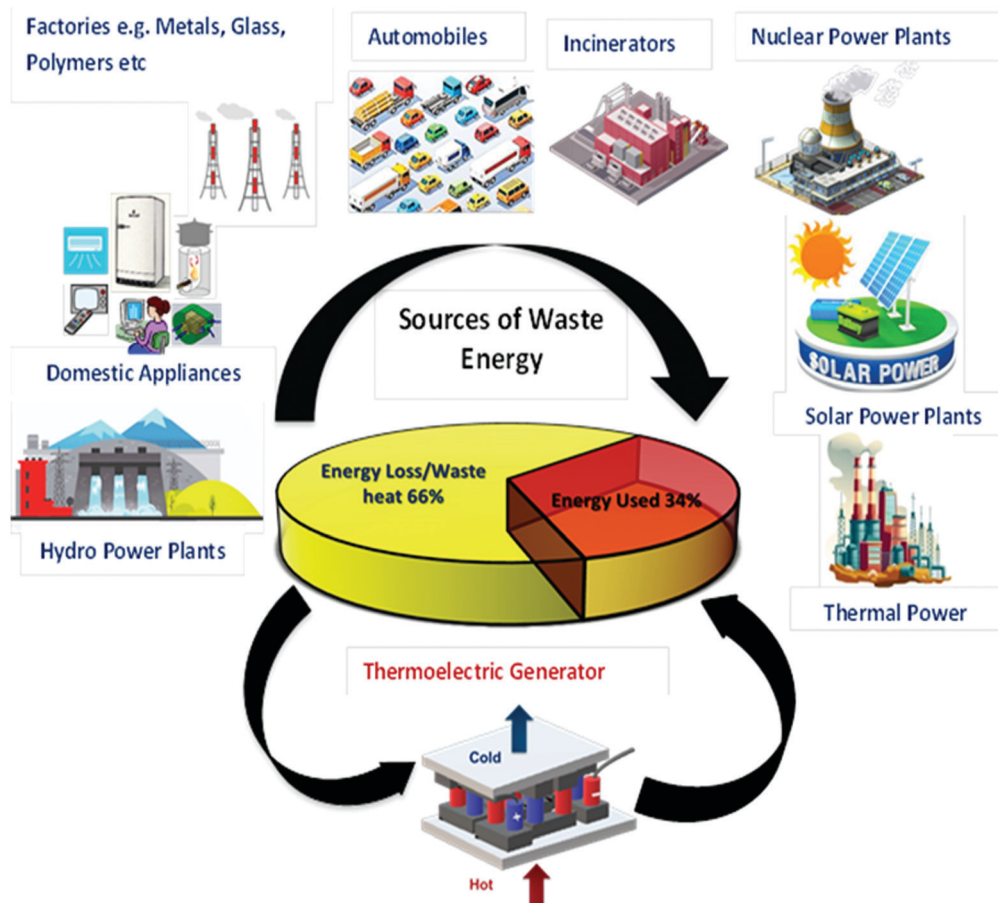 Factories e.g. Metals, Glass,
Polymers etc
Automobiles
Incinerators
Nuclear Power Plants
Domestic Appliances
Sources of Waste
Energy
SOLAR POWER
Solar Power Plants
Hydro Power Plants
Energy Loss/Waste
heat 66%
Energy Used 34%
Thermal Power
Thermoelectric Generator
Cold
+
-
Hot